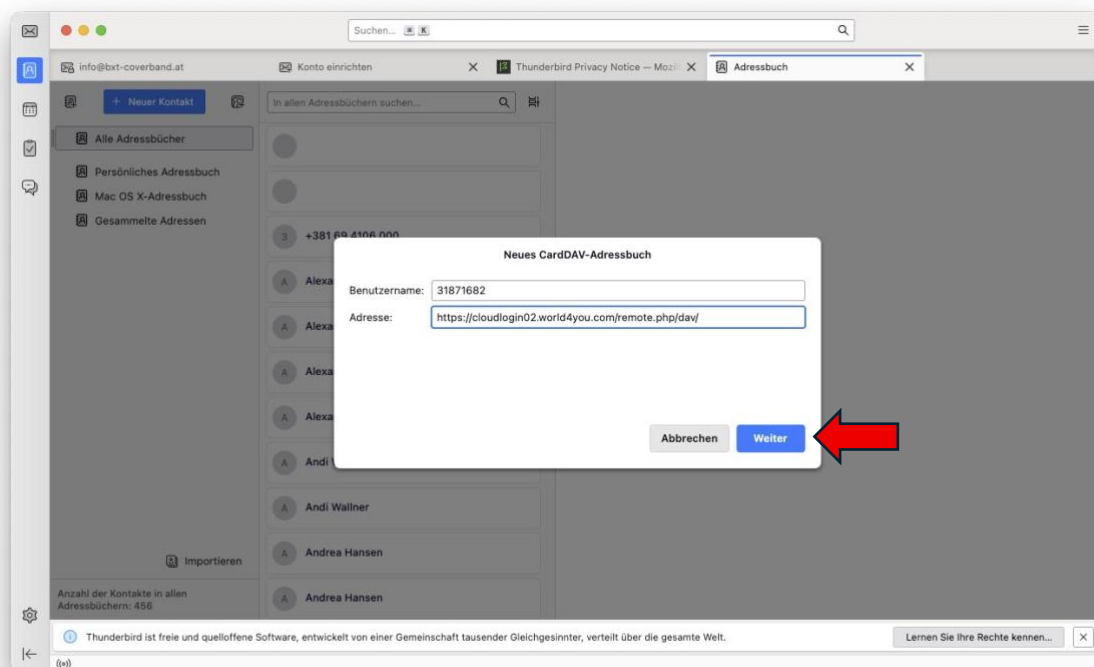 Suchen... ⌘ K
info@bxt-coverband.at
Konto einrichten
Thunderbird Privacy Notice — Mozil
Adressbuch
+ Neuer Kontakt
In allen Adressbüchern suchen...
Alle Adressbücher
Persönliches Adressbuch
Mac OS X-Adressbuch
Gesammelte Adressen
3 +381 69 4106 000
A Alexa
A Alexa
A Alexa
A Alexa
A Andi
A Andi Wallner
A Andrea Hansen
A Andrea Hansen
Neues CardDAV-Adressbuch
Benutzername: 31871682
Adresse: https://cloudlogin02.world4you.com/remote.php/dav/
Abbrechen Weiter
Importieren
Anzahl der Kontakte in allen
Adressbüchern: 456
Thunderbird ist freie und quelloffene Software, entwickelt von einer Gemeinschaft tausender Gleichgesinnter, verteilt über die gesamte Welt.
Lernen Sie Ihre Rechte kennen...